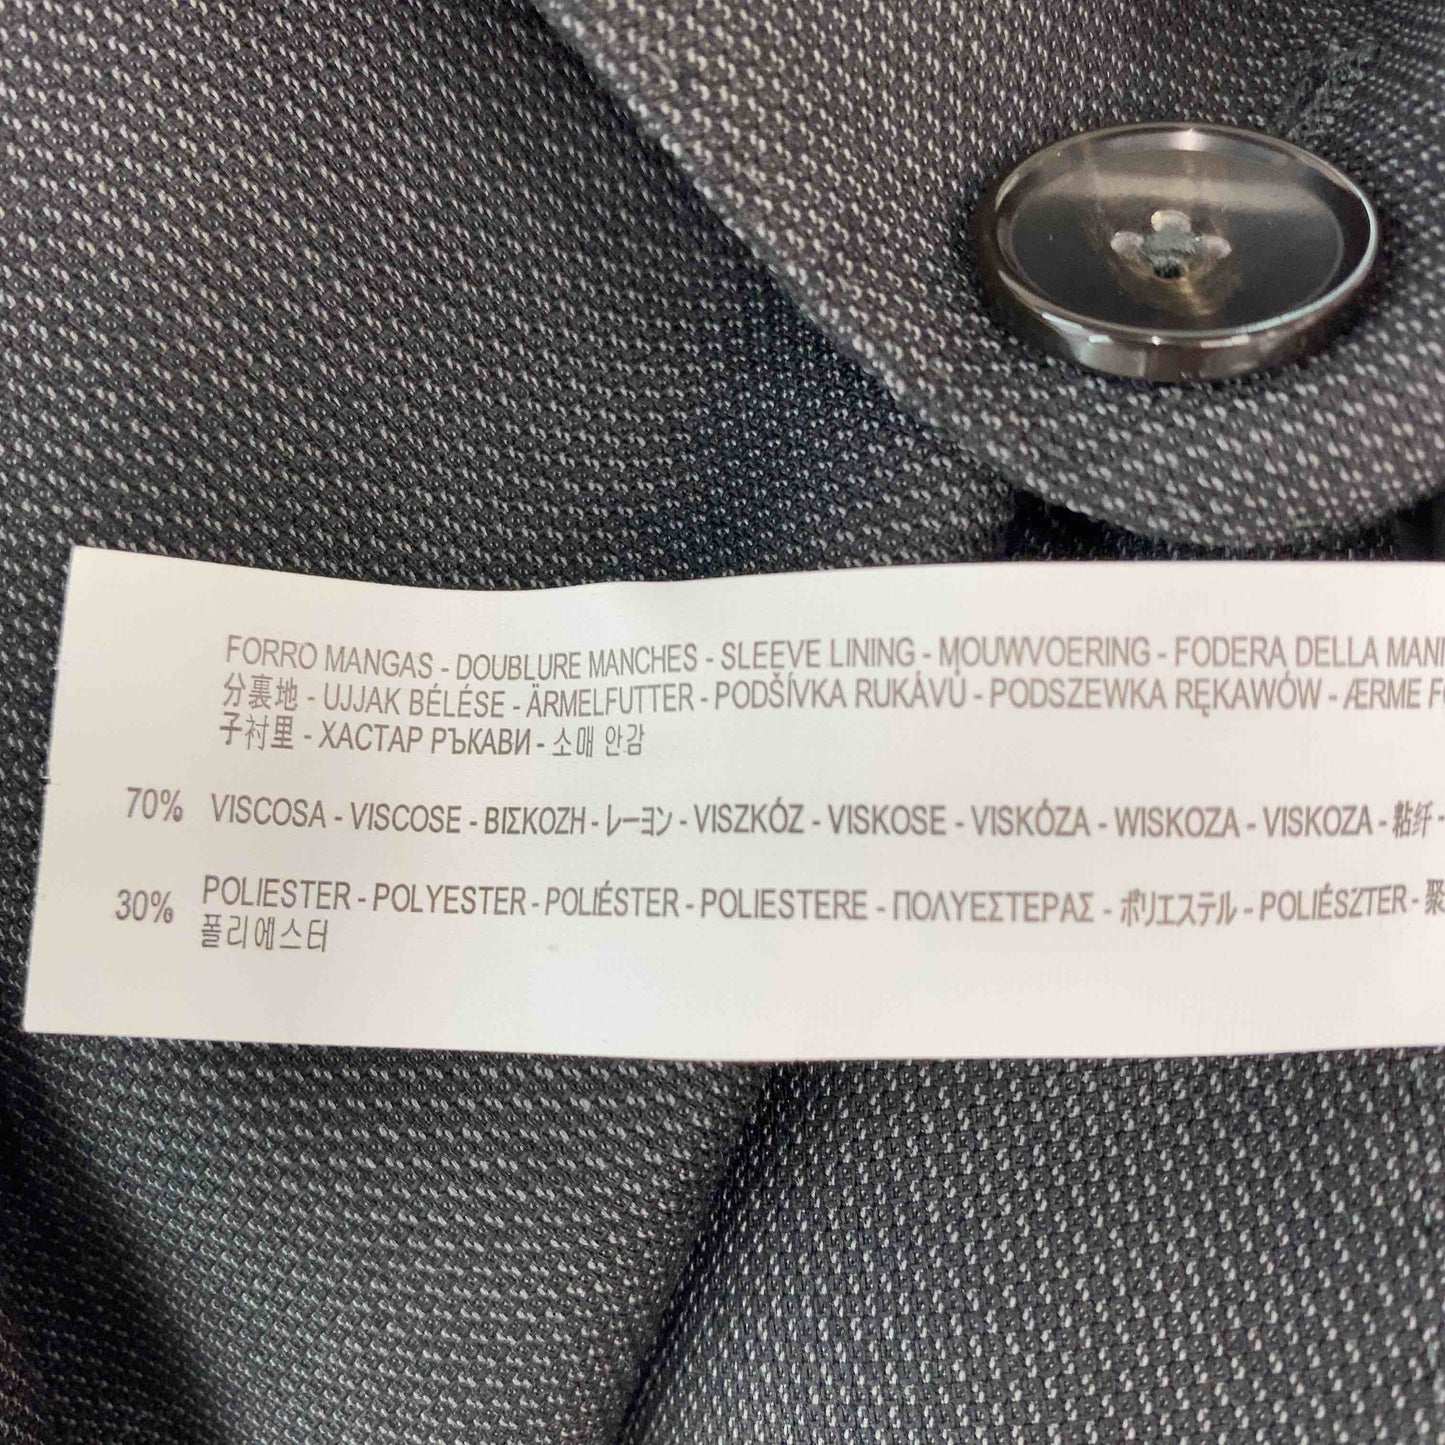 FORRO MANGAS - DOUBLURE MANCHES - SLEEVE LINING - MOUWVOERING - FODERA DELLA
分裏地 - UJJAK BÉLÉSE - ÄRMELFUTTER - PODŠÍVKA RUKÁVŮ - PODSZEWKA RĘKAWÓW - ÆRME
子衬里 - ХАСТАР РЪКАВИ - 소매 안감
70% VISCOSA - VISCOSE - ΒΙΣΚΟΖΗ - レーヨン - VISZKÓZ - VISKOSE - VISKÓZA - WISKOZA - VISKOZA - 粘纤 -
30% POLIESTER - POLYESTER - POLIÉSTER - POLIESTERE - ΠΟΛΥΕΣΤΕΡΑΣ - ポリエステル - POLIÉSZTER - 聚
폴리에스터